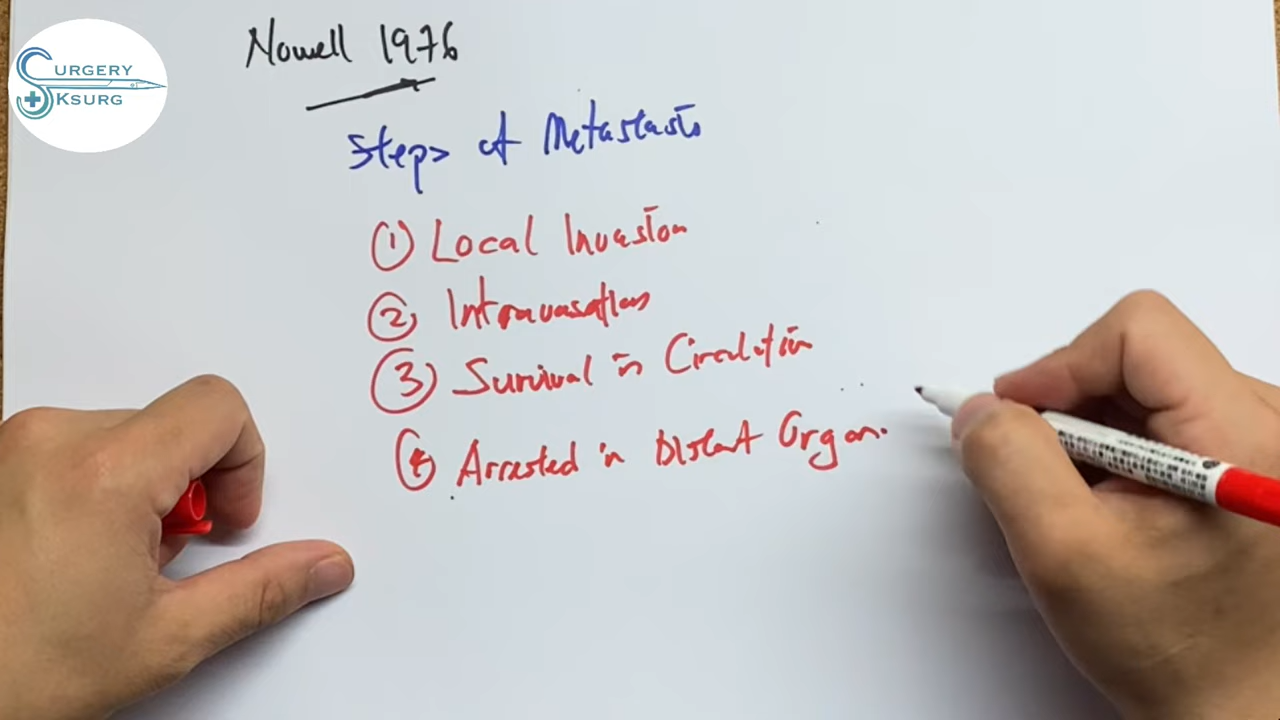 SURGERY
SKSURG
Nowell 1976
Steps of Metastasis
① Local Invasion
② Intravasation
③ Survival in Circulation
④ Arrested in Distant Organ.